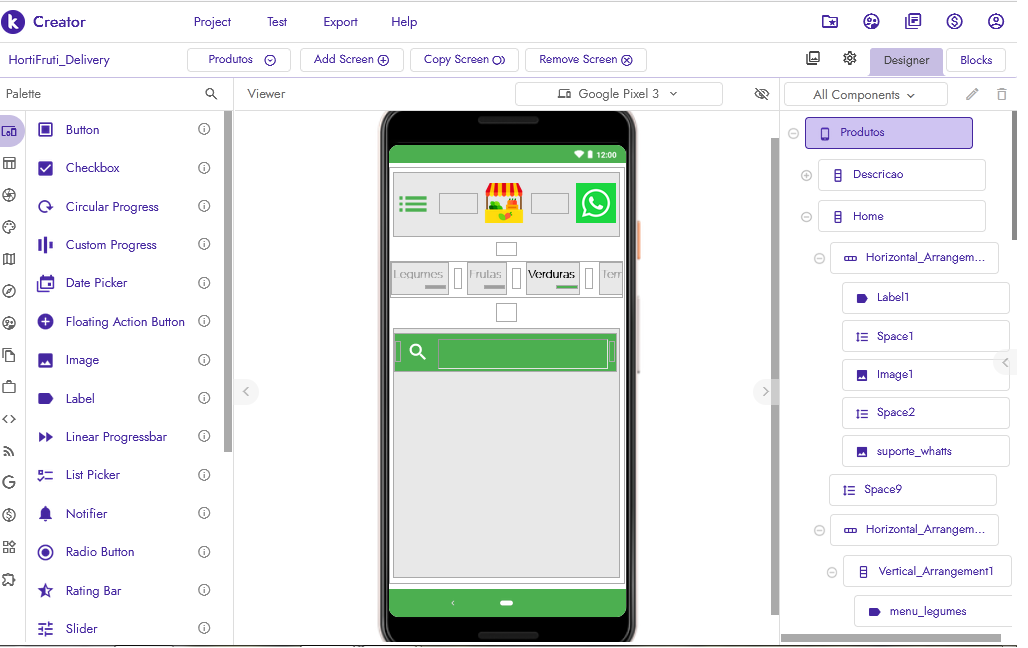 k Creator Project Test Export Help
HortiFruti_Delivery Produtos Add Screen Copy Screen Remove Screen Designer Blocks
Palette Viewer Google Pixel 3 All Components
Button
Checkbox
Circular Progress
Custom Progress
Date Picker
Floating Action Button
Image
Label
Linear Progressbar
List Picker
Notifier
Radio Button
Rating Bar
Slider
12:00
Legumes Frutas Verduras Tem
Produtos
Descricao
Home
Horizontal_Arrangem...
Label1
Space1
Image1
Space2
suporte_whatts
Space9
Horizontal_Arrangem...
Vertical_Arrangement1
menu_legumes